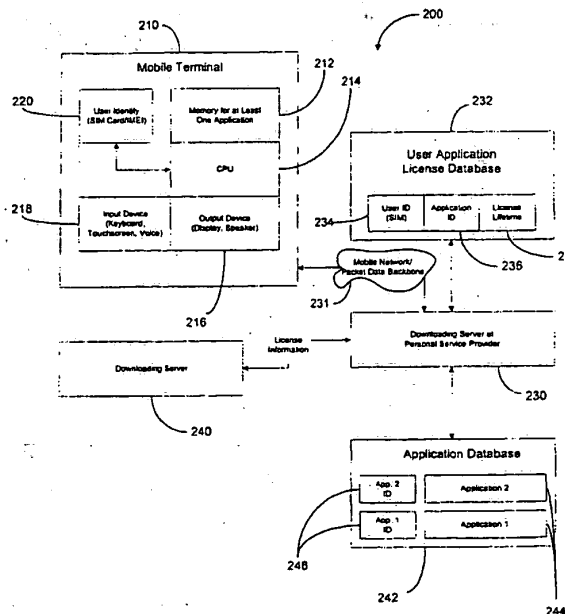 210
200
Mobile Terminal
212
214
220
User Identity
(SIM Card/IMEI)
Memory for at Least
One Application
232
CPU
User Application
License Database
218
Input Device
(Keyboard,
Touchscreen, Voice)
Output Device
(Display, Speaker)
234
User ID
(SIM)
Application
ID
License
Lifetime
2
236
Mobile Network/
Packet Data Backbone
231
216
License
Information
Downloading Server
Downloading Server at
Personal Service Provider
240
230
Application Database
App. 2
ID
Application 2
App. 1
ID
Application 1
246
242
244